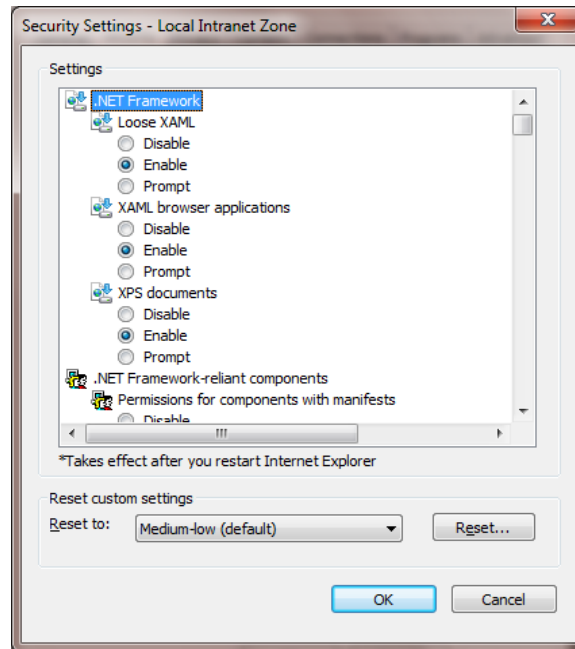 Security Settings - Local Intranet Zone
Settings
.NET Framework
Loose XAML
Disable
Enable
Prompt
XAML browser applications
Disable
Enable
Prompt
XPS documents
Disable
Enable
Prompt
.NET Framework-reliant components
Permissions for components with manifests
Disable
*Takes effect after you restart Internet Explorer
Reset custom settings
Reset to: Medium-low (default) Reset...
OK Cancel